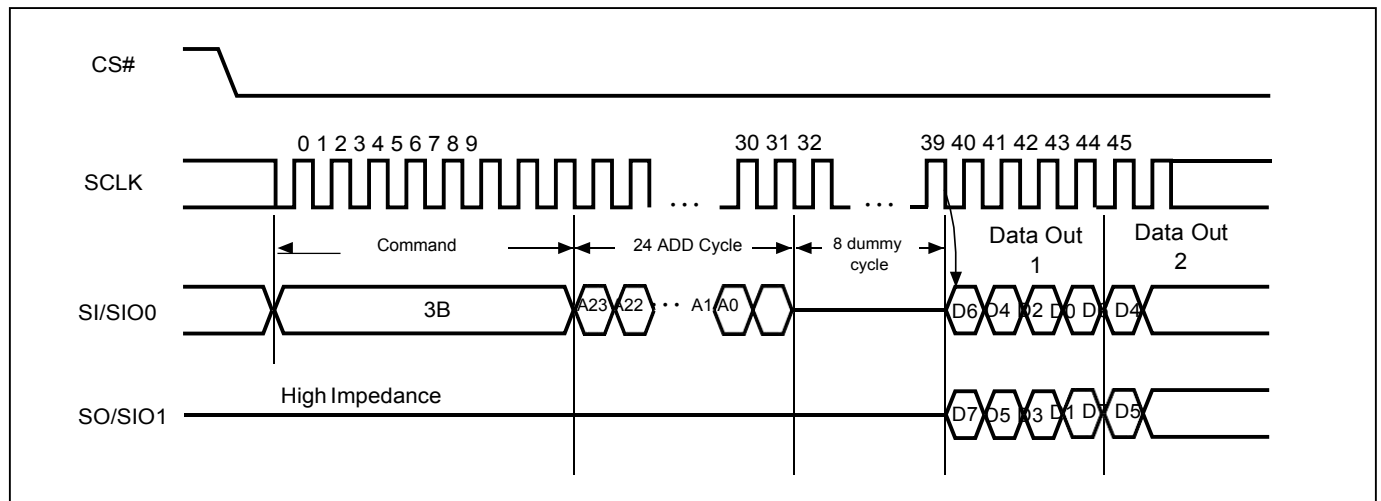 CS#
0 1 2 3 4 5 6 7 8 9 30 31 32 39 40 41 42 43 44 45
SCLK
... ...
Command 24 ADD Cycle 8 dummy cycle Data Out 1 Data Out 2
SI/SIO0 3B A23 A22 ... A1 A0 D6 D4 D2 D0 D6 D4
High Impedance
SO/SIO1 D7 D5 D3 D1 D7 D5